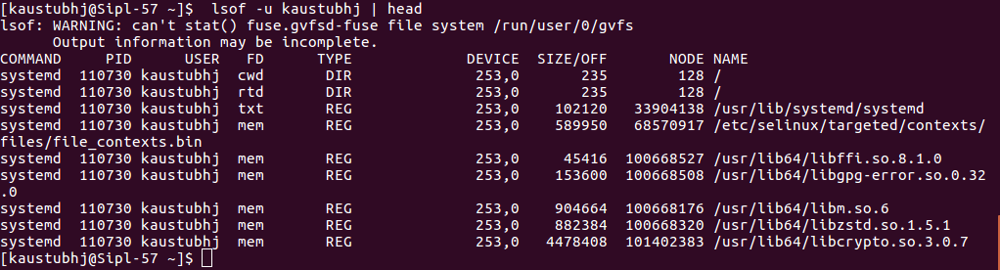 [kaustubhj@Sipl-57 ~]$  lsof -u kaustubhj | head
lsof: WARNING: can't stat() fuse.gvfsd-fuse file system /run/user/0/gvfs
      Output information may be incomplete.
COMMAND     PID      USER   FD      TYPE             DEVICE  SIZE/OFF      NODE NAME
systemd  110730 kaustubhj  cwd       DIR              253,0       235       128 /
systemd  110730 kaustubhj  rtd       DIR              253,0       235       128 /
systemd  110730 kaustubhj  txt       REG              253,0    102120  33904138 /usr/lib/systemd/systemd
systemd  110730 kaustubhj  mem       REG              253,0    589950  68570917 /etc/selinux/targeted/contexts/
files/file_contexts.bin
systemd  110730 kaustubhj  mem       REG              253,0     45416 100668527 /usr/lib64/libffi.so.8.1.0
systemd  110730 kaustubhj  mem       REG              253,0    153600 100668508 /usr/lib64/libgpg-error.so.0.32
.0
systemd  110730 kaustubhj  mem       REG              253,0    904664 100668176 /usr/lib64/libm.so.6
systemd  110730 kaustubhj  mem       REG              253,0    882384 100668320 /usr/lib64/libzstd.so.1.5.1
systemd  110730 kaustubhj  mem       REG              253,0   4478408 101402383 /usr/lib64/libcrypto.so.3.0.7
[kaustubhj@Sipl-57 ~]$